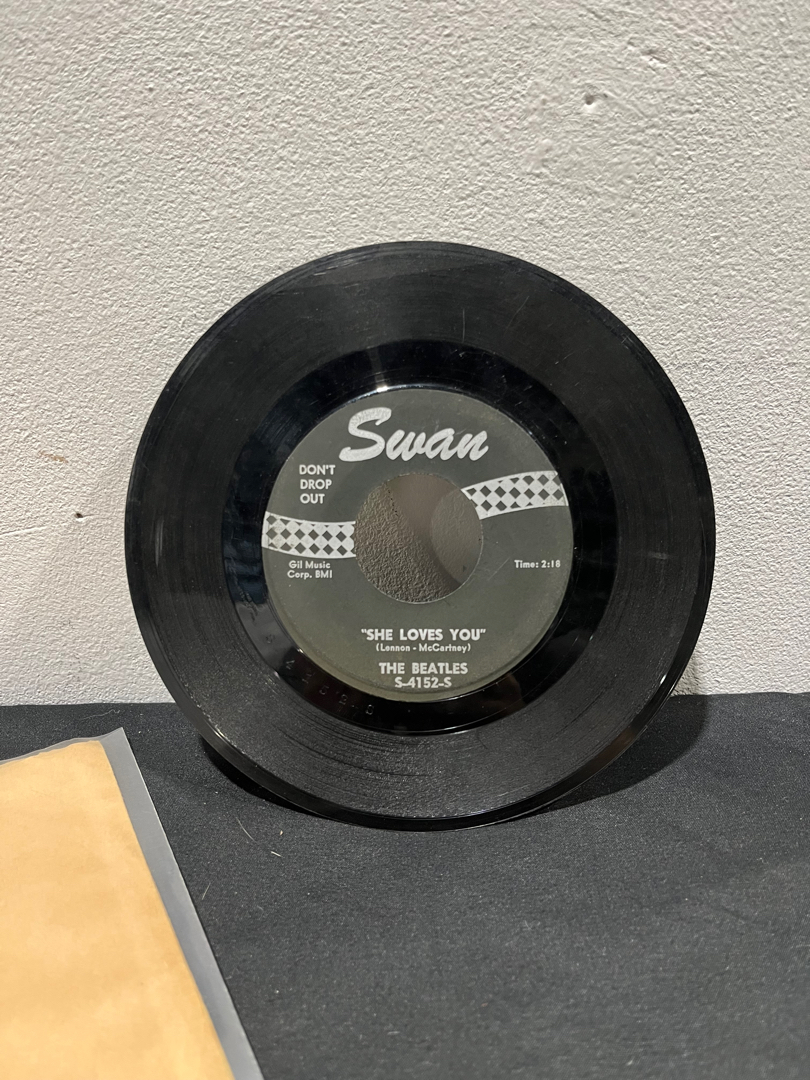 Swan
DON'T
DROP
OUT
Gil Music
Corp. BMI
Time: 2:18
"SHE LOVES YOU"
(Lennon - McCartney)
THE BEATLES
S-4152-S